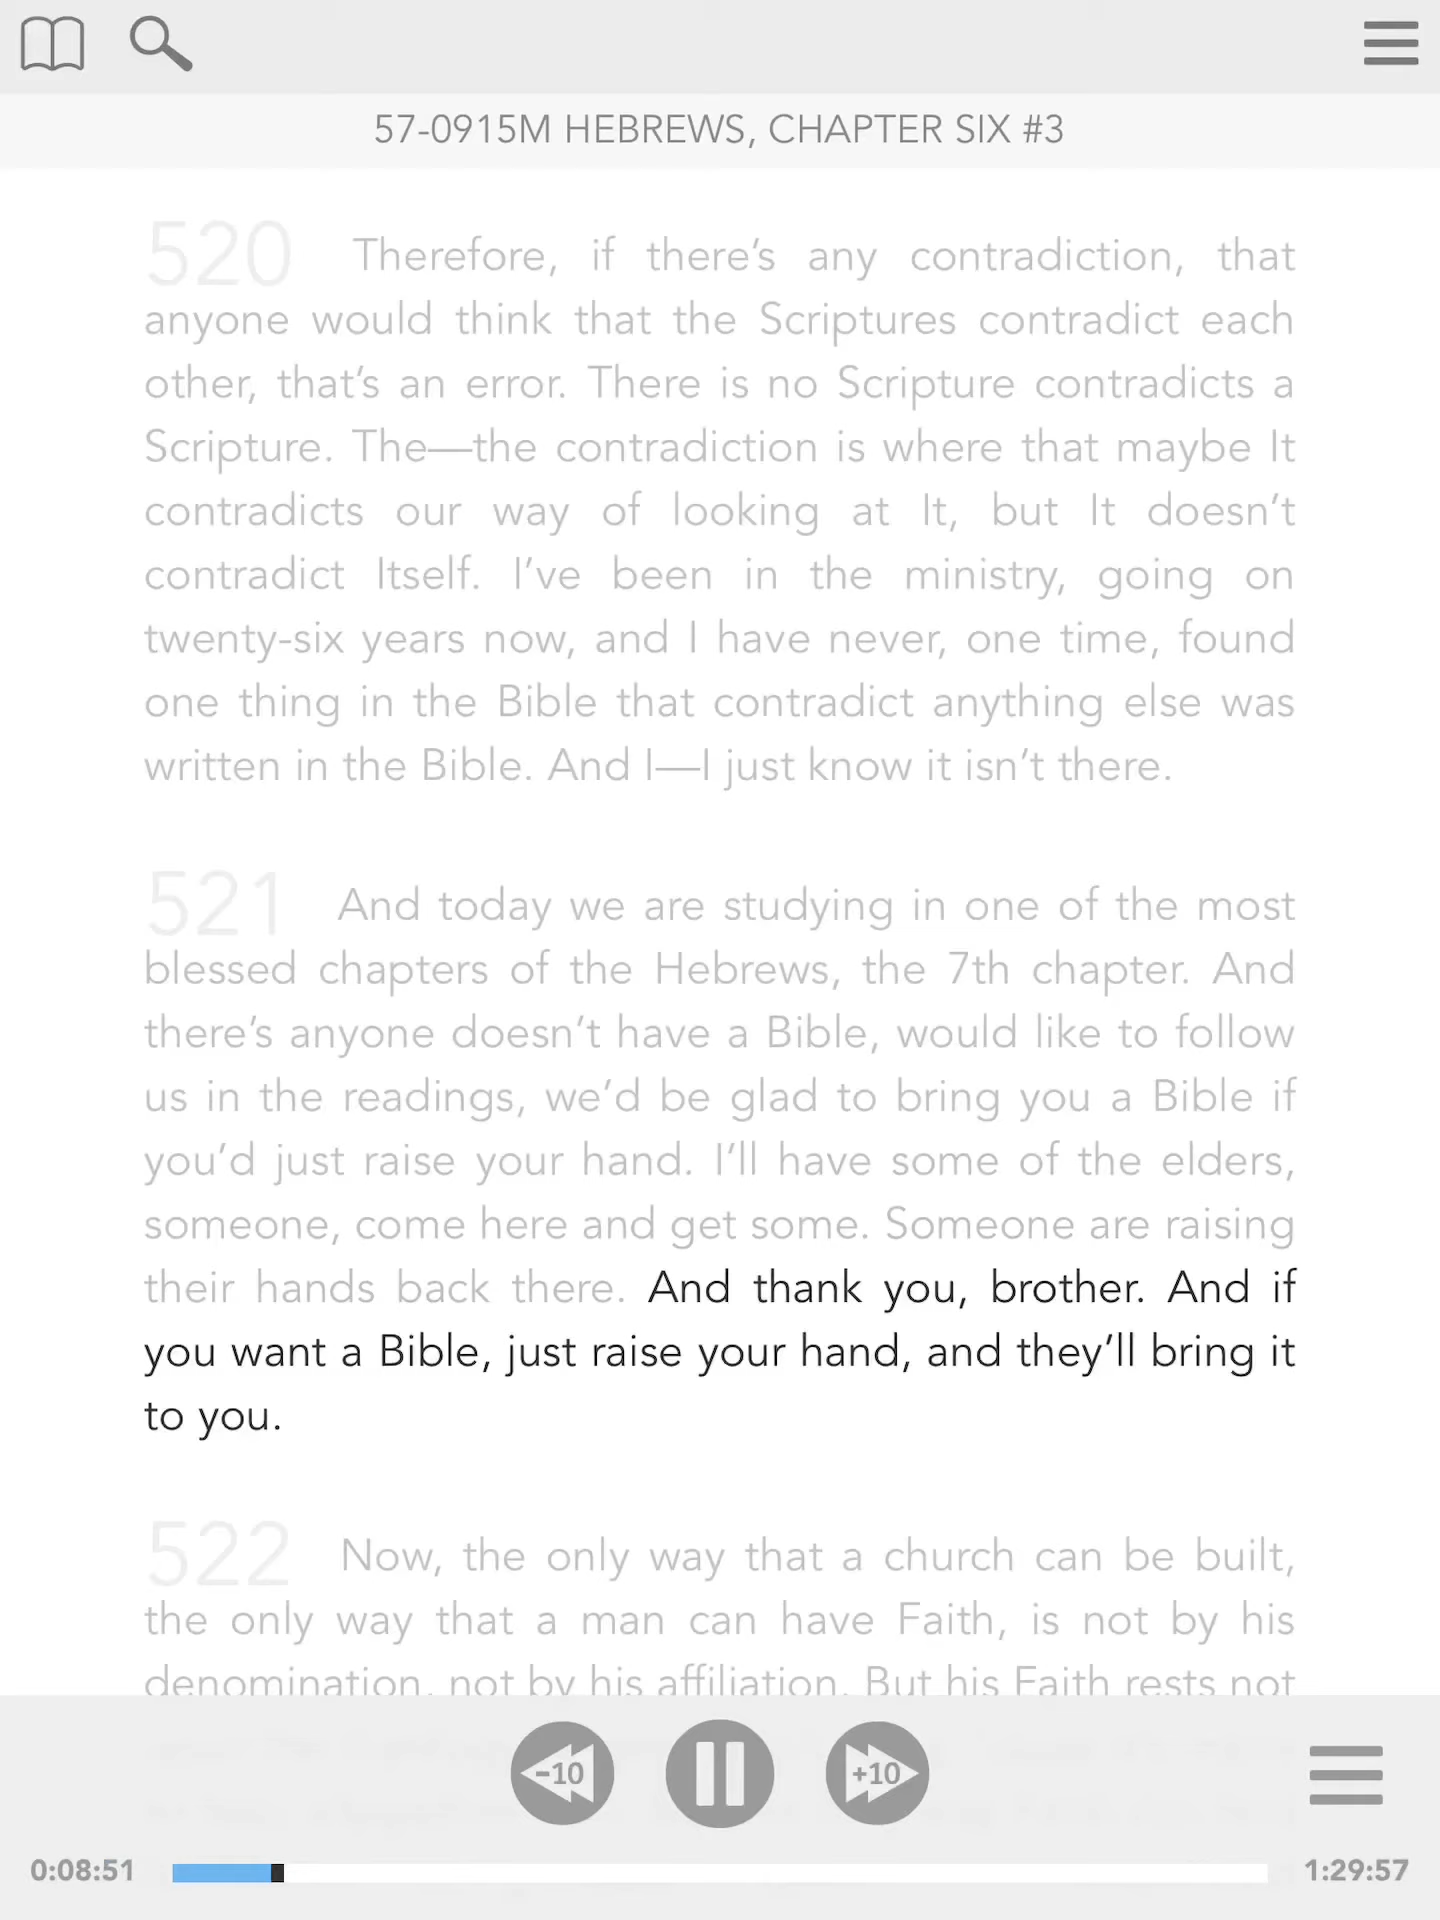 57-0915M HEBREWS, CHAPTER SIX #3
520 Therefore, if there’s any contradiction, that
anyone would think that the Scriptures contradict each
other, that’s an error. There is no Scripture contradicts a
Scripture. The—the contradiction is where that maybe It
contradicts our way of looking at It, but It doesn’t
contradict Itself. I’ve been in the ministry, going on
twenty-six years now, and I have never, one time, found
one thing in the Bible that contradict anything else was
written in the Bible. And I—I just know it isn’t there.
521 And today we are studying in one of the most
blessed chapters of the Hebrews, the 7th chapter. And
there’s anyone doesn’t have a Bible, would like to follow
us in the readings, we’d be glad to bring you a Bible if
you’d just raise your hand. I’ll have some of the elders,
someone, come here and get some. Someone are raising
their hands back there. And thank you, brother. And if
you want a Bible, just raise your hand, and they’ll bring it
to you.
522 Now, the only way that a church can be built,
the only way that a man can have Faith, is not by his
denomination, not by his affiliation. But his Faith rests not
-10 +10
0:08:51 1:29:57